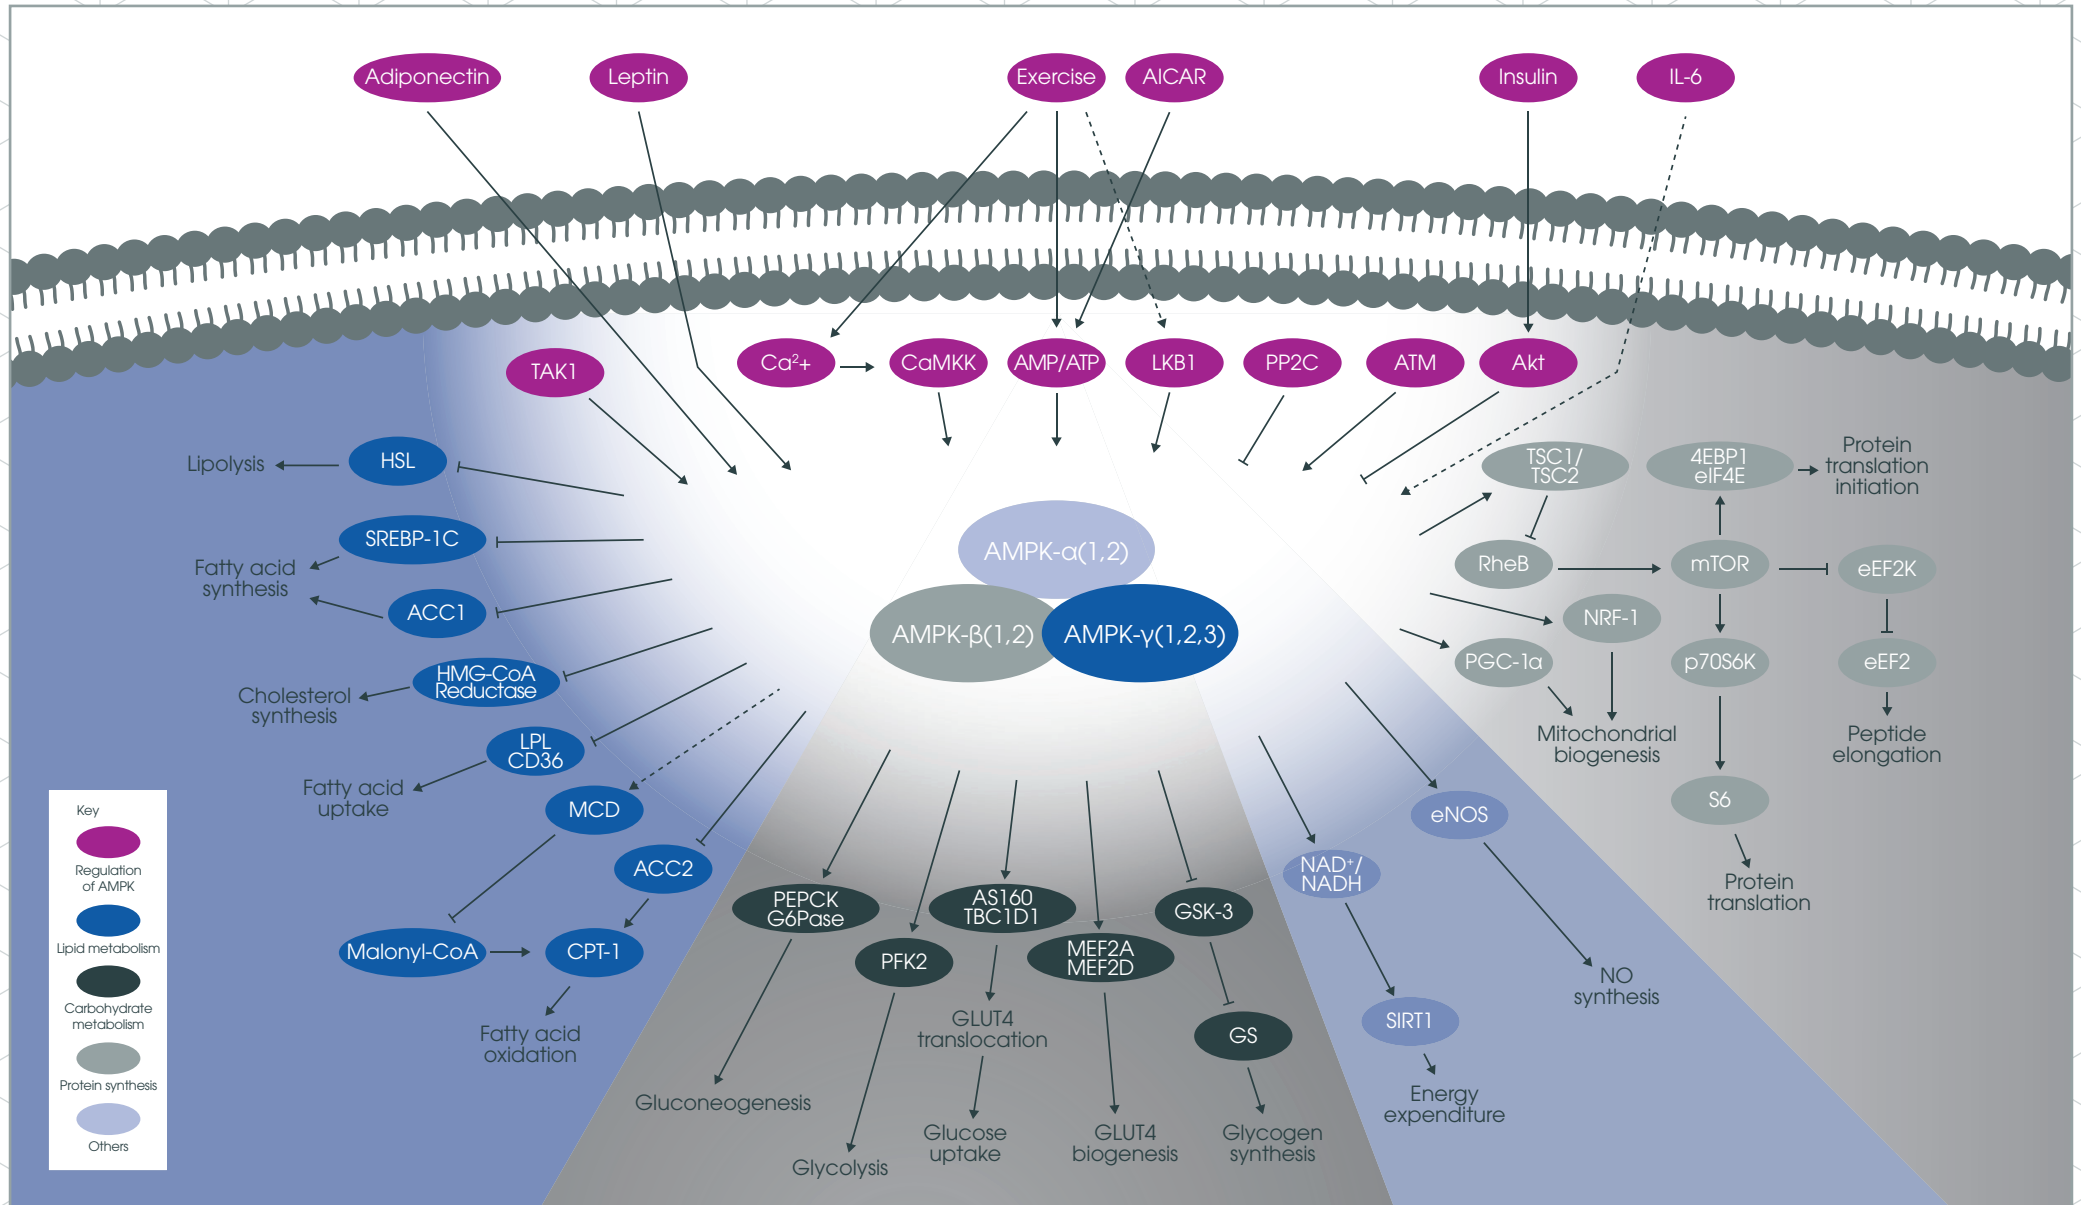 Adiponectin
Leptin
Exercise
AICAR
Insulin
IL-6
TAK1
Ca²+
CaMKK
AMP/ATP
LKB1
PP2C
ATM
Akt
Lipolysis
HSL
SREBP-1C
Fatty acid
synthesis
ACC1
HMG-CoA
Reductase
Cholesterol
synthesis
LPL
CD36
Fatty acid
uptake
MCD
ACC2
Malonyl-CoA
CPT-1
Fatty acid
oxidation
AMPK-α(1,2)
AMPK-β(1,2)
AMPK-γ(1,2,3)
TSC1/
TSC2
4EBP1
eIF4E
Protein
translation
initiation
RheB
mTOR
eEF2K
NRF-1
PGC-1α
p70S6K
eEF2
Mitochondrial
biogenesis
Peptide
elongation
S6
Protein
translation
eNOS
NAD⁺/
NADH
NO
synthesis
SIRT1
Energy
expenditure
PEPCK
G6Pase
PFK2
AS160
TBC1D1
MEF2A
MEF2D
GSK-3
GS
GLUT4
translocation
Gluconeogenesis
Glycolysis
Glucose
uptake
GLUT4
biogenesis
Glycogen
synthesis
Key
Regulation
of AMPK
Lipid metabolism
Carbohydrate
metabolism
Protein synthesis
Others